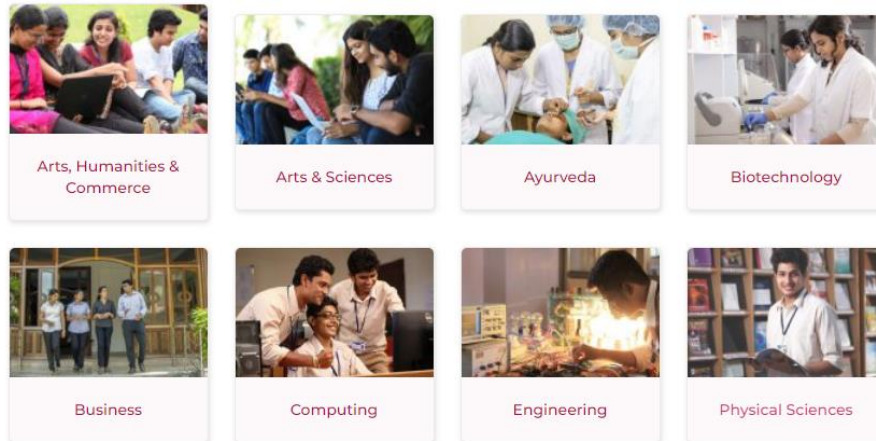 Arts, Humanities &
Commerce
Arts & Sciences
Ayurveda
Biotechnology
Business
Computing
Engineering
Physical Sciences